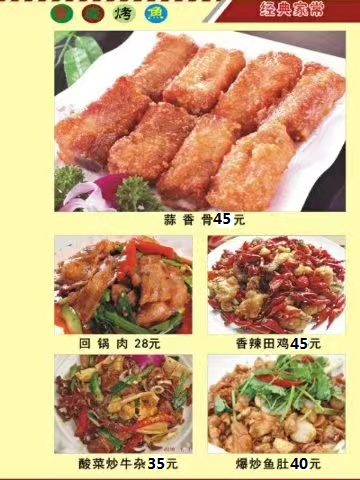 烤 鱼
经典家常
蒜 香 骨45元
回 锅 肉 28元
香辣田鸡45元
酸菜炒牛杂35元
爆炒鱼肚40元